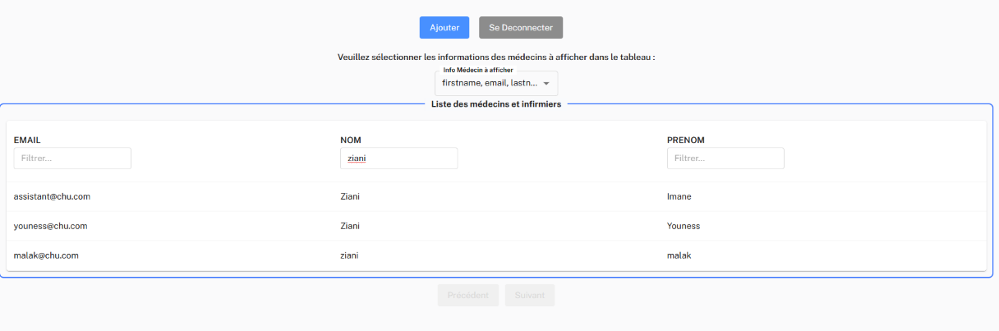 Ajouter Se Deconnecter
Veuillez sélectionner les informations des médecins à afficher dans le tableau :
Info Médecin à afficher
firstname, email, lastn...
Liste des médecins et infirmiers
EMAIL NOM PRENOM
Filtrer... ziani Filtrer...
assistant@chu.com Ziani Imane
youness@chu.com Ziani Youness
malak@chu.com ziani malak
Précédent Suivant